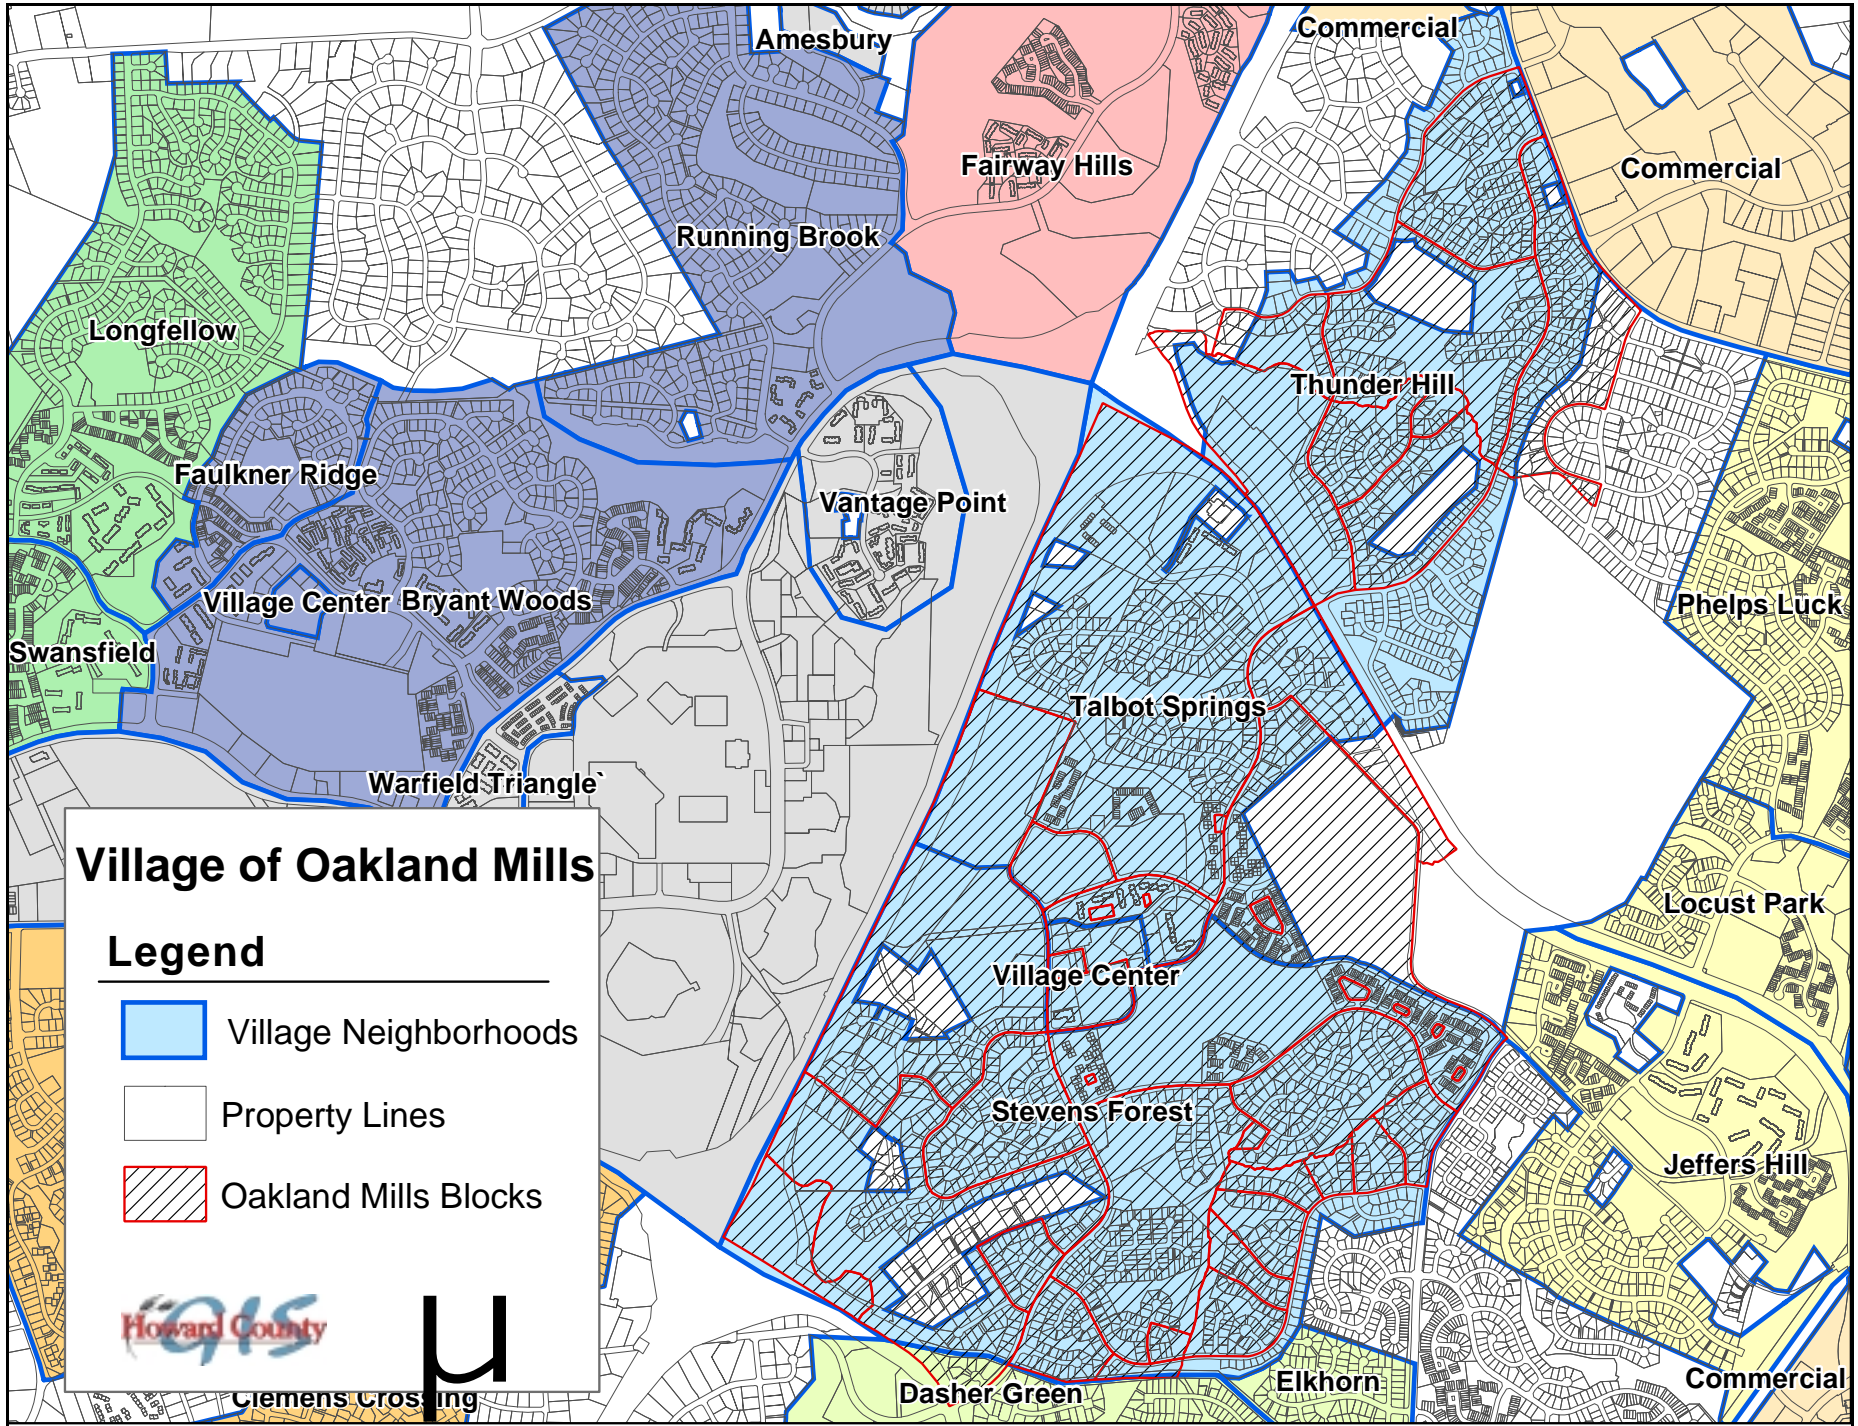 Commercial
Amesbury
Fairway Hills
Commercial
Running Brook
Longfellow
Thunder Hill
Faulkner Ridge
Vantage Point
Village Center
Bryant Woods
Phelps Luck
Swansfield
Talbot Springs
Warfield Triangle`
Village of Oakland Mills
Locust Park
Legend
Village Center
Village Neighborhoods
Property Lines
Stevens Forest
Jeffers Hill
Oakland Mills Blocks
GIS
Howard County
µ
Clemens Crossing
Dasher Green
Elkhorn
Commercial